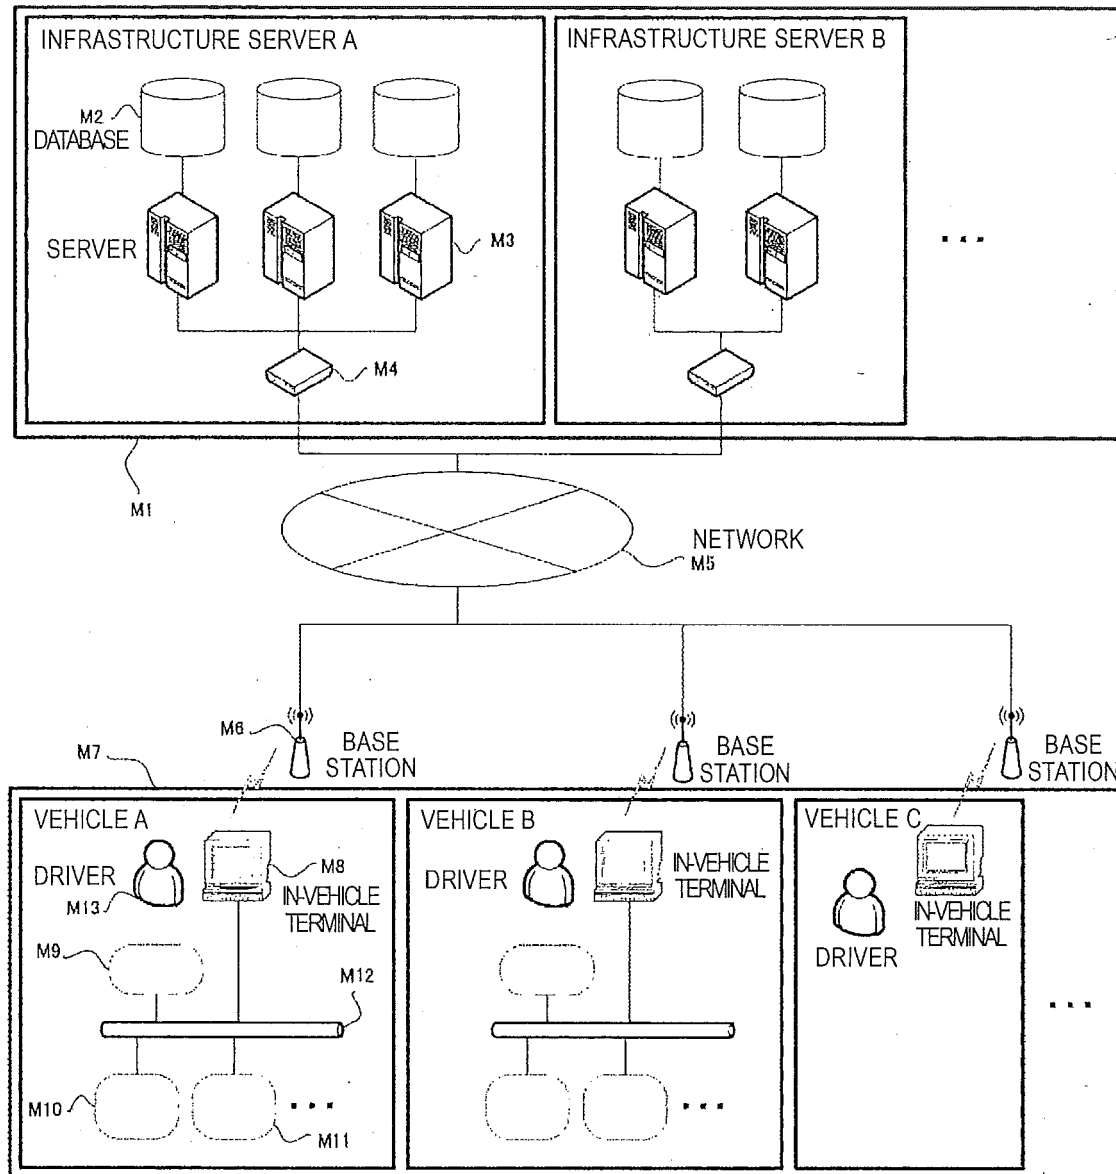 INFRASTRUCTURE SERVER A
INFRASTRUCTURE SERVER B
M2
DATABASE
SERVER
M3
M4
M1
NETWORK
M5
M6
BASE
STATION
BASE
STATION
BASE
STATION
M7
VEHICLE A
DRIVER
M13
M8
IN-VEHICLE
TERMINAL
M9
M12
M10
M11
VEHICLE B
DRIVER
IN-VEHICLE
TERMINAL
VEHICLE C
DRIVER
IN-VEHICLE
TERMINAL